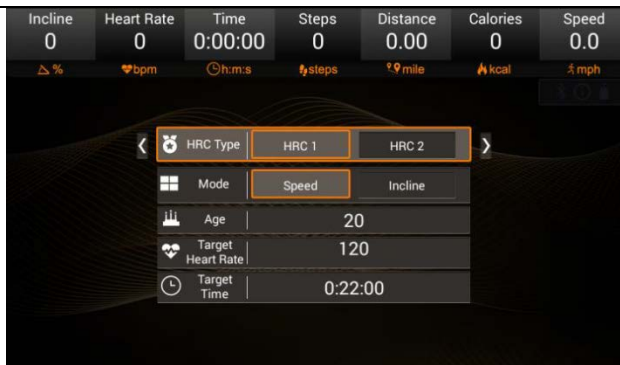 Incline Heart Rate Time Steps Distance Calories Speed
0 0 0:00:00 0 0.00 0 0.0
% bpm h:m:s steps mile kcal mph
HRC Type HRC 1 HRC 2
Mode Speed Incline
Age 20
Target Heart Rate 120
Target Time 0:22:00